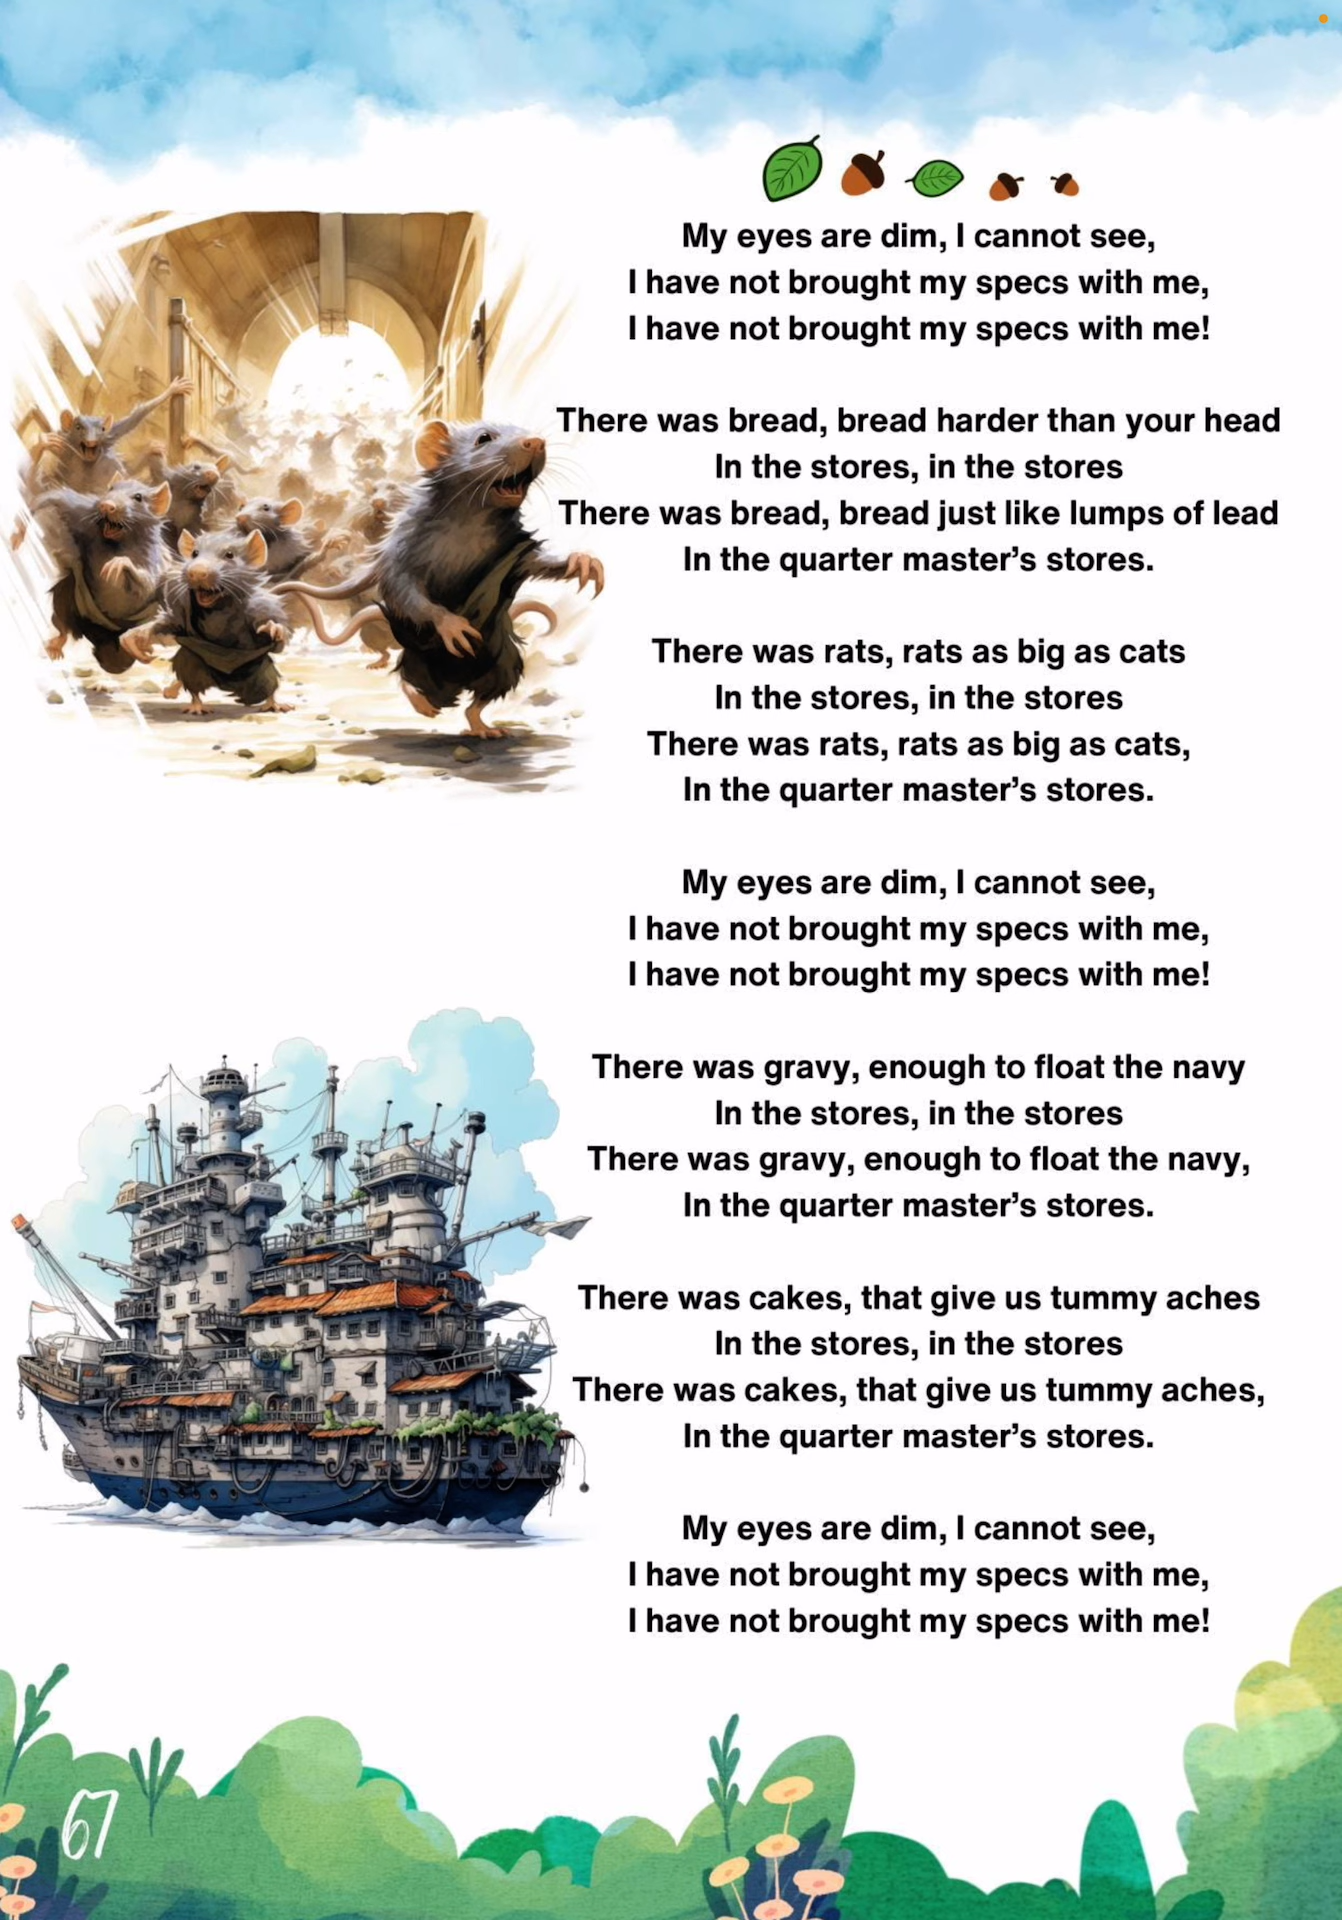 My eyes are dim, I cannot see,
I have not brought my specs with me,
I have not brought my specs with me!
There was bread, bread harder than your head
In the stores, in the stores
There was bread, bread just like lumps of lead
In the quarter master’s stores.
There was rats, rats as big as cats
In the stores, in the stores
There was rats, rats as big as cats,
In the quarter master’s stores.
My eyes are dim, I cannot see,
I have not brought my specs with me,
I have not brought my specs with me!
There was gravy, enough to float the navy
In the stores, in the stores
There was gravy, enough to float the navy,
In the quarter master’s stores.
There was cakes, that give us tummy aches
In the stores, in the stores
There was cakes, that give us tummy aches,
In the quarter master’s stores.
My eyes are dim, I cannot see,
I have not brought my specs with me,
I have not brought my specs with me!
67